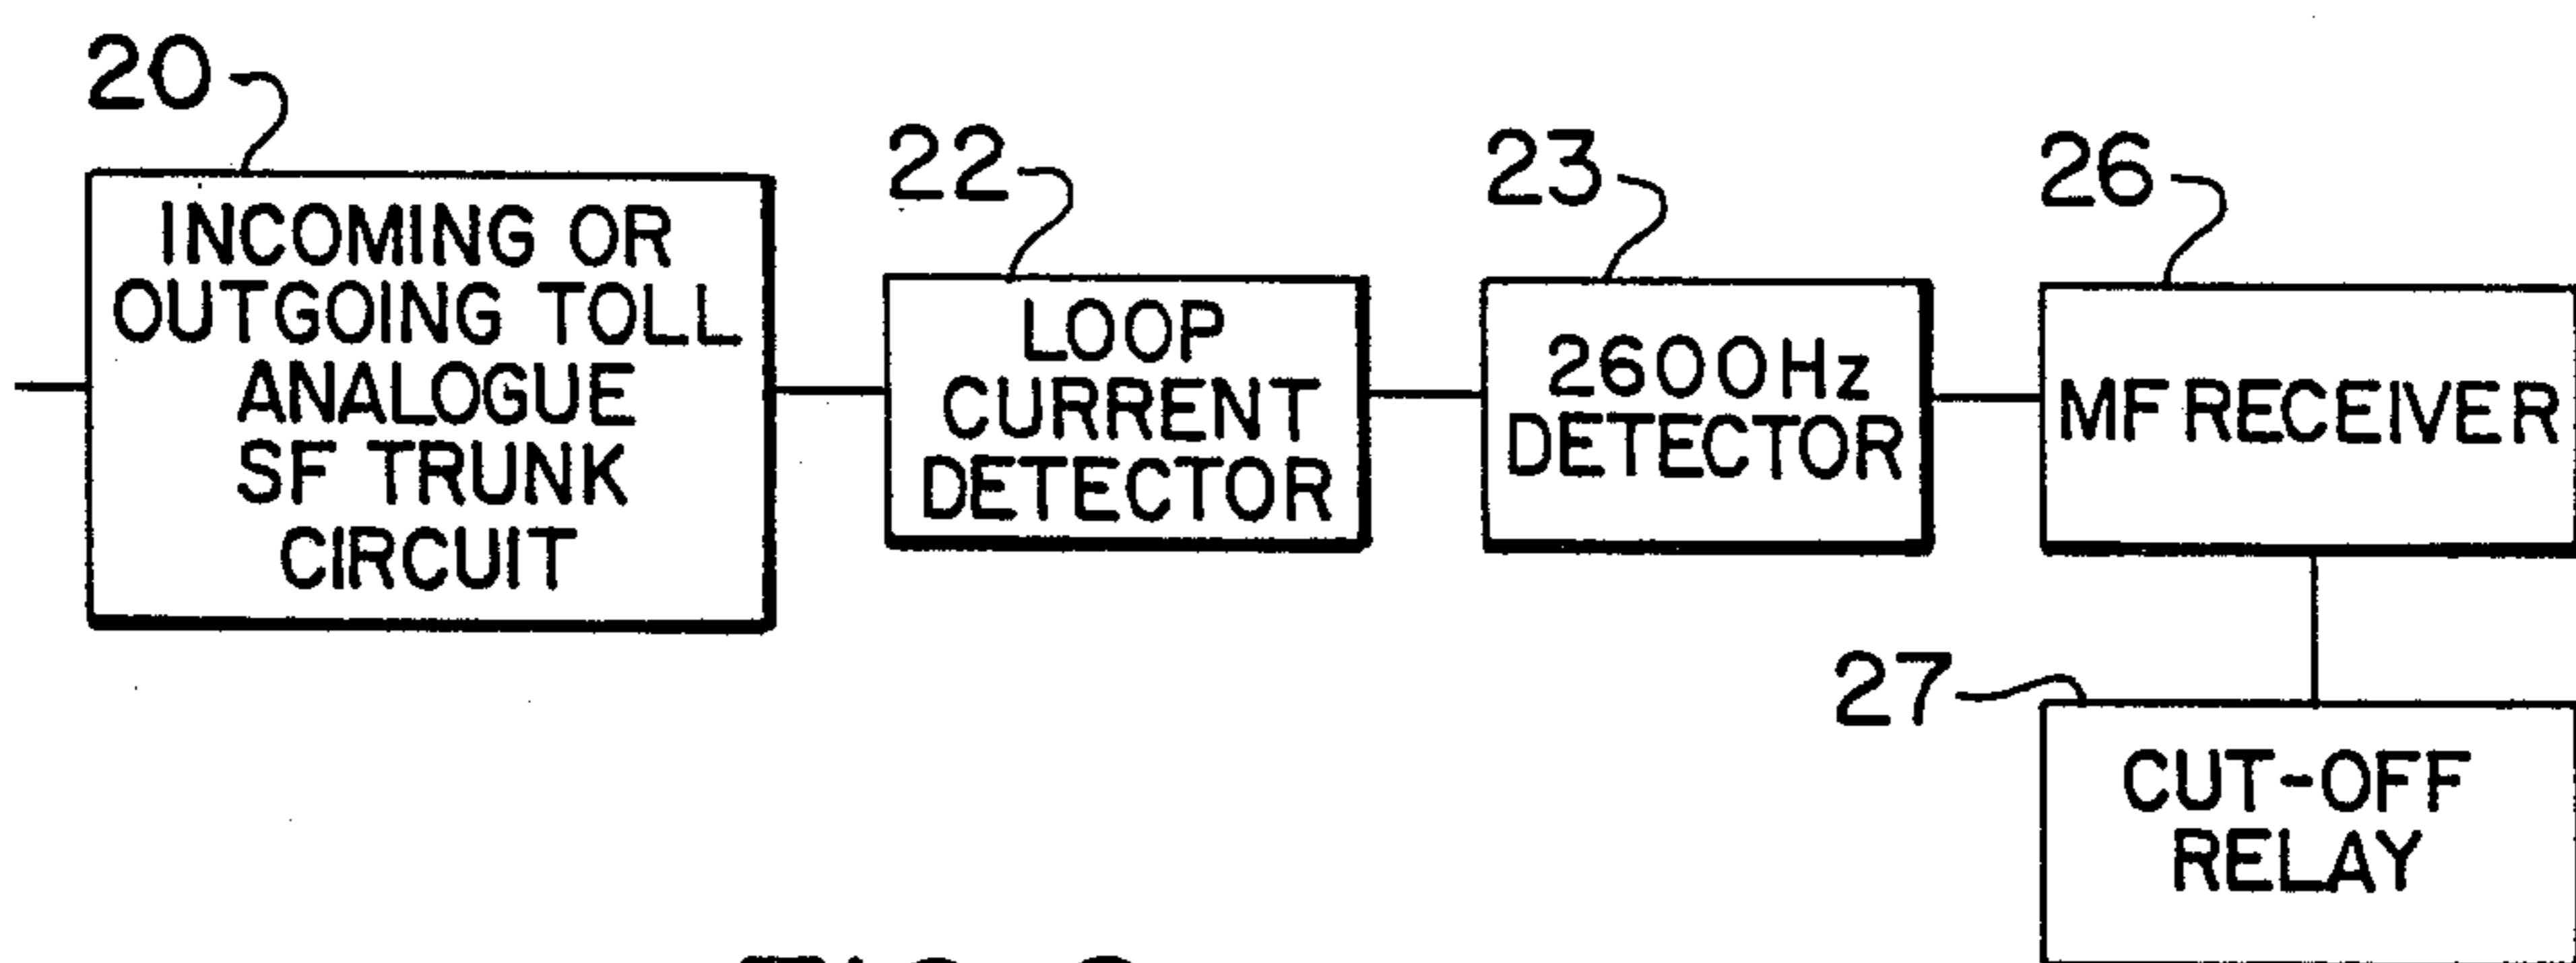 20
22
23
26
INCOMING OR
OUTGOING TOLL
ANALOGUE
SF TRUNK
CIRCUIT
LOOP
CURRENT
DETECTOR
2600Hz
DETECTOR
MF RECEIVER
27
CUT-OFF
RELAY